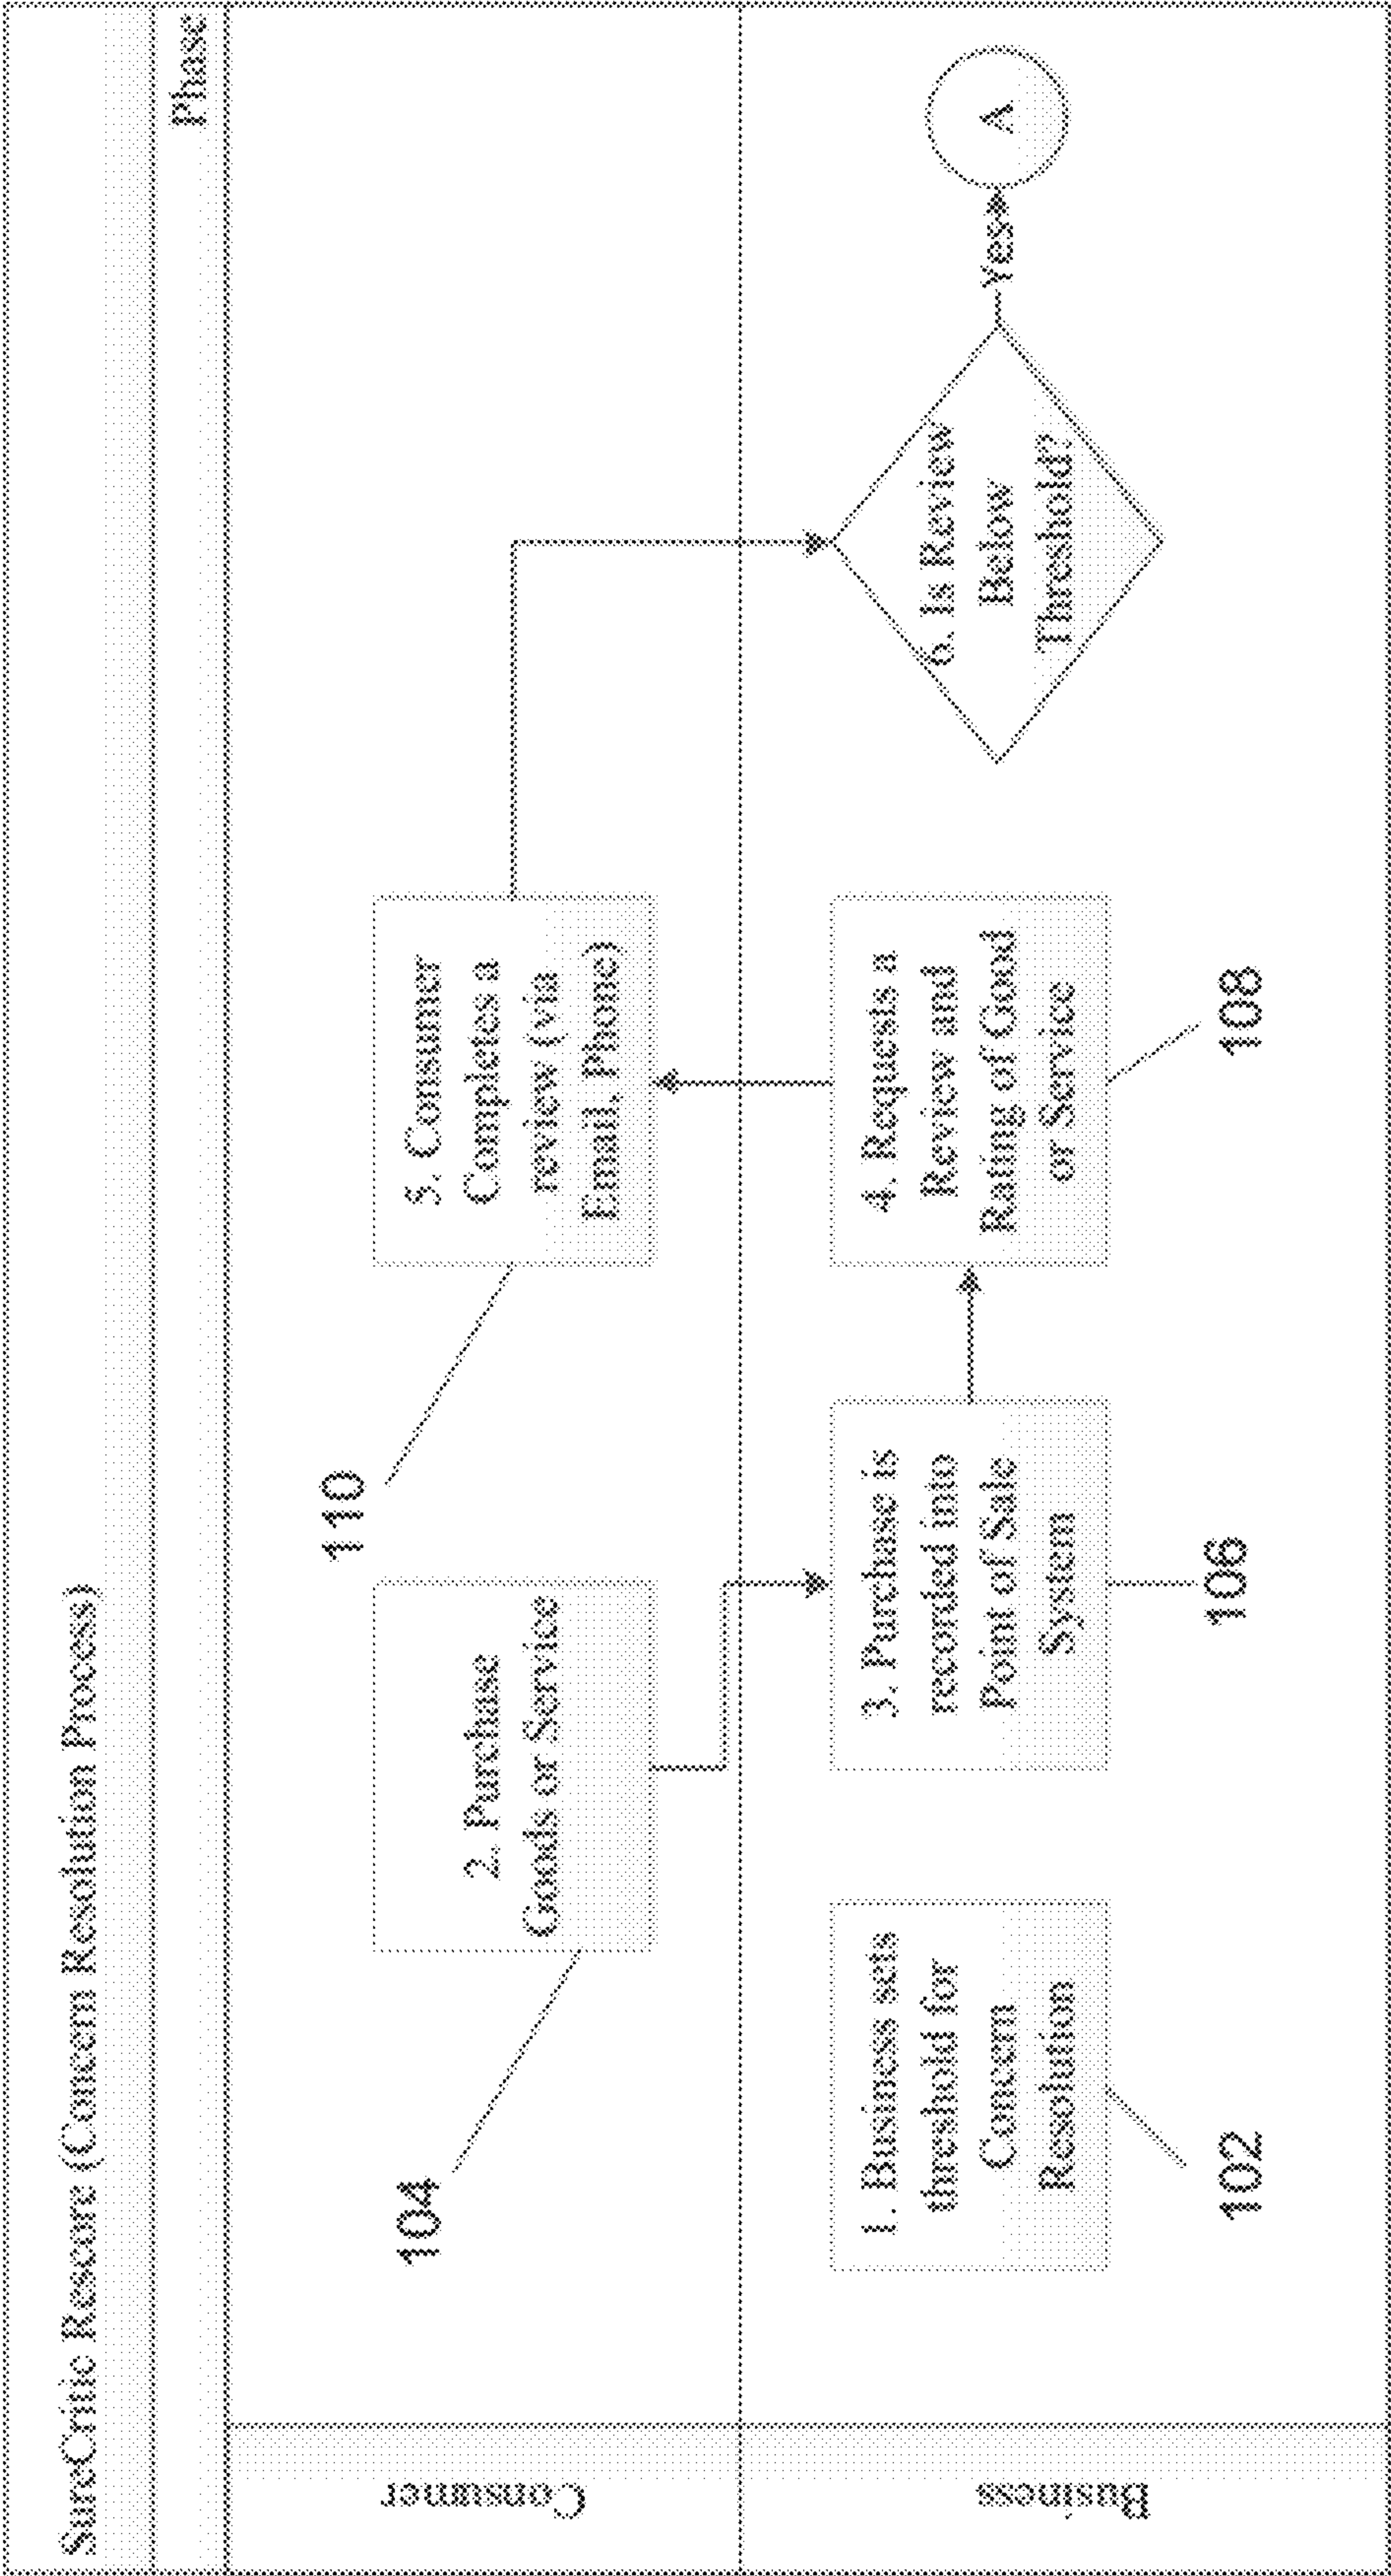 SureCritic Rescore (Concern Resolution Process)
Phase
Consumer
104
2. Purchase
Goods or Service
110
5. Consumer
Completes a
review (via
Email, Phone)
Business
1. Business sets
threshold for
Concern
Resolution
102
3. Purchase is
recorded into
Point of Sale
System
106
4. Requests a
Review and
Rating of Good
or Service
108
6. Is Review
Below
Threshold?
Yes
A